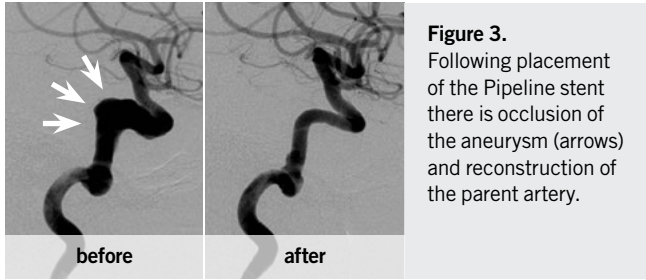 before
after
Figure 3.
Following placement
of the Pipeline stent
there is occlusion of
the aneurysm (arrows)
and reconstruction of
the parent artery.